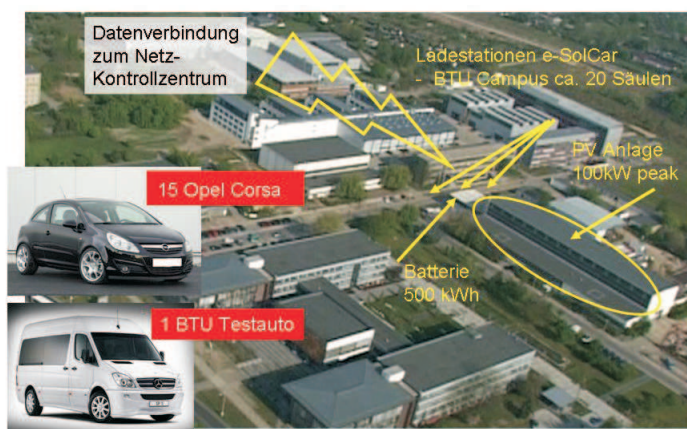 Datenverbindung
zum Netz-
Kontrollzentrum
Ladestationen e-SolCar
- BTU Campus ca. 20 Säulen
PV Anlage
100kW peak
15 Opel Corsa
Batterie
500 kWh
1 BTU Testauto